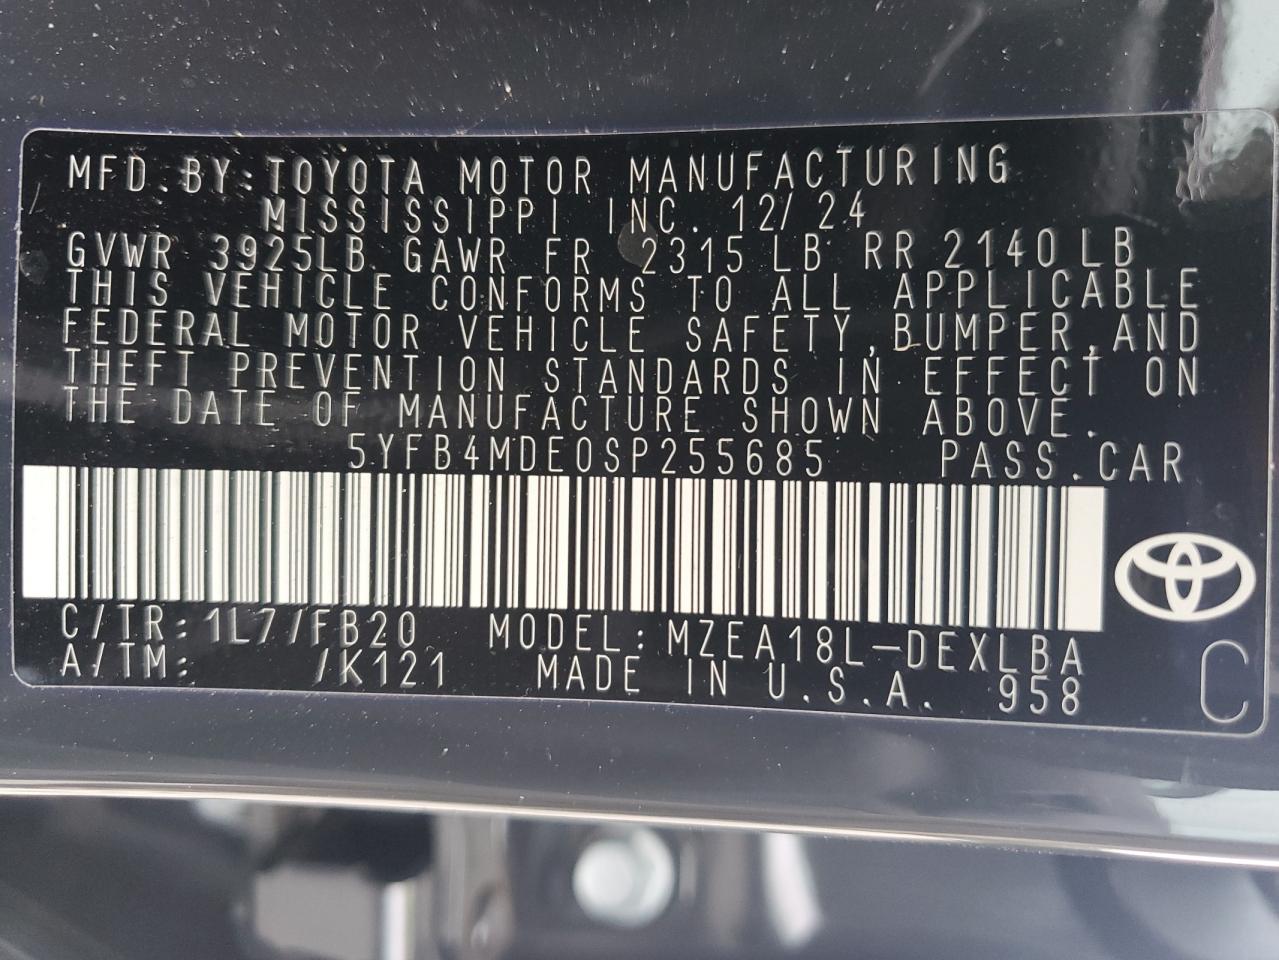 MFD. BY: TOYOTA MOTOR MANUFACTURING
MISSISSIPPI INC. 12/24
GVWR 3925LB. GAWR FR 2315 LB RR 2140 LB
THIS VEHICLE CONFORMS TO ALL APPLICABLE
FEDERAL MOTOR VEHICLE SAFETY, BUMPER, AND
THEFT PREVENTION STANDARDS IN EFFECT ON
THE DATE OF MANUFACTURE SHOWN ABOVE.
5YFB4MDE0SP255685 PASS. CAR
C/TR: 1L7/FB20 MODEL: MZEA18L-DEXLBA
A/TM: /K121 MADE IN U.S.A. 958
C